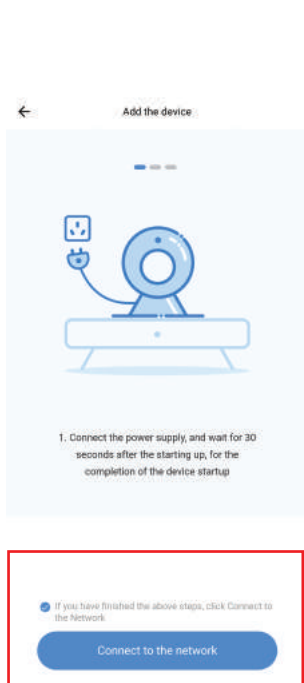 Add the device
1. Connect the power supply, and wait for 30
seconds after the starting up, for the
completion of the device startup
If you have finished the above steps, click Connect to
the Network
Connect to the network